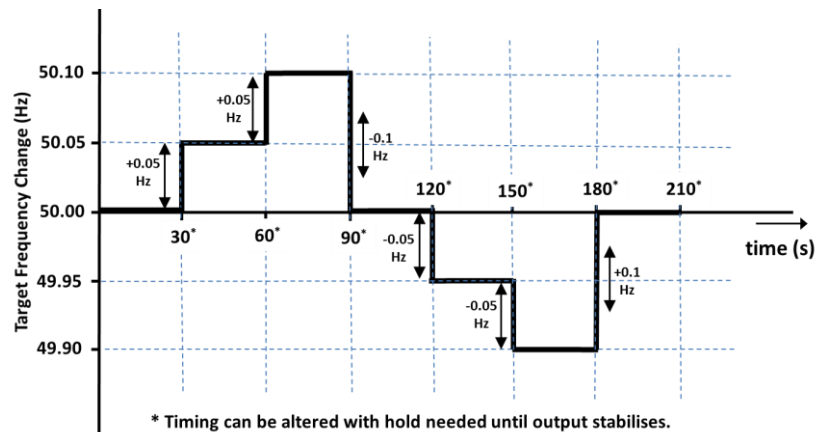 Target Frequency Change (Hz)
50.10
50.05
50.00
49.95
49.90
+0.05
Hz
+0.05
Hz
-0.1
Hz
30*
60*
90*
120*
150*
180*
210*
-0.05
Hz
-0.05
Hz
+0.1
Hz
time (s)
* Timing can be altered with hold needed until output stabilises.